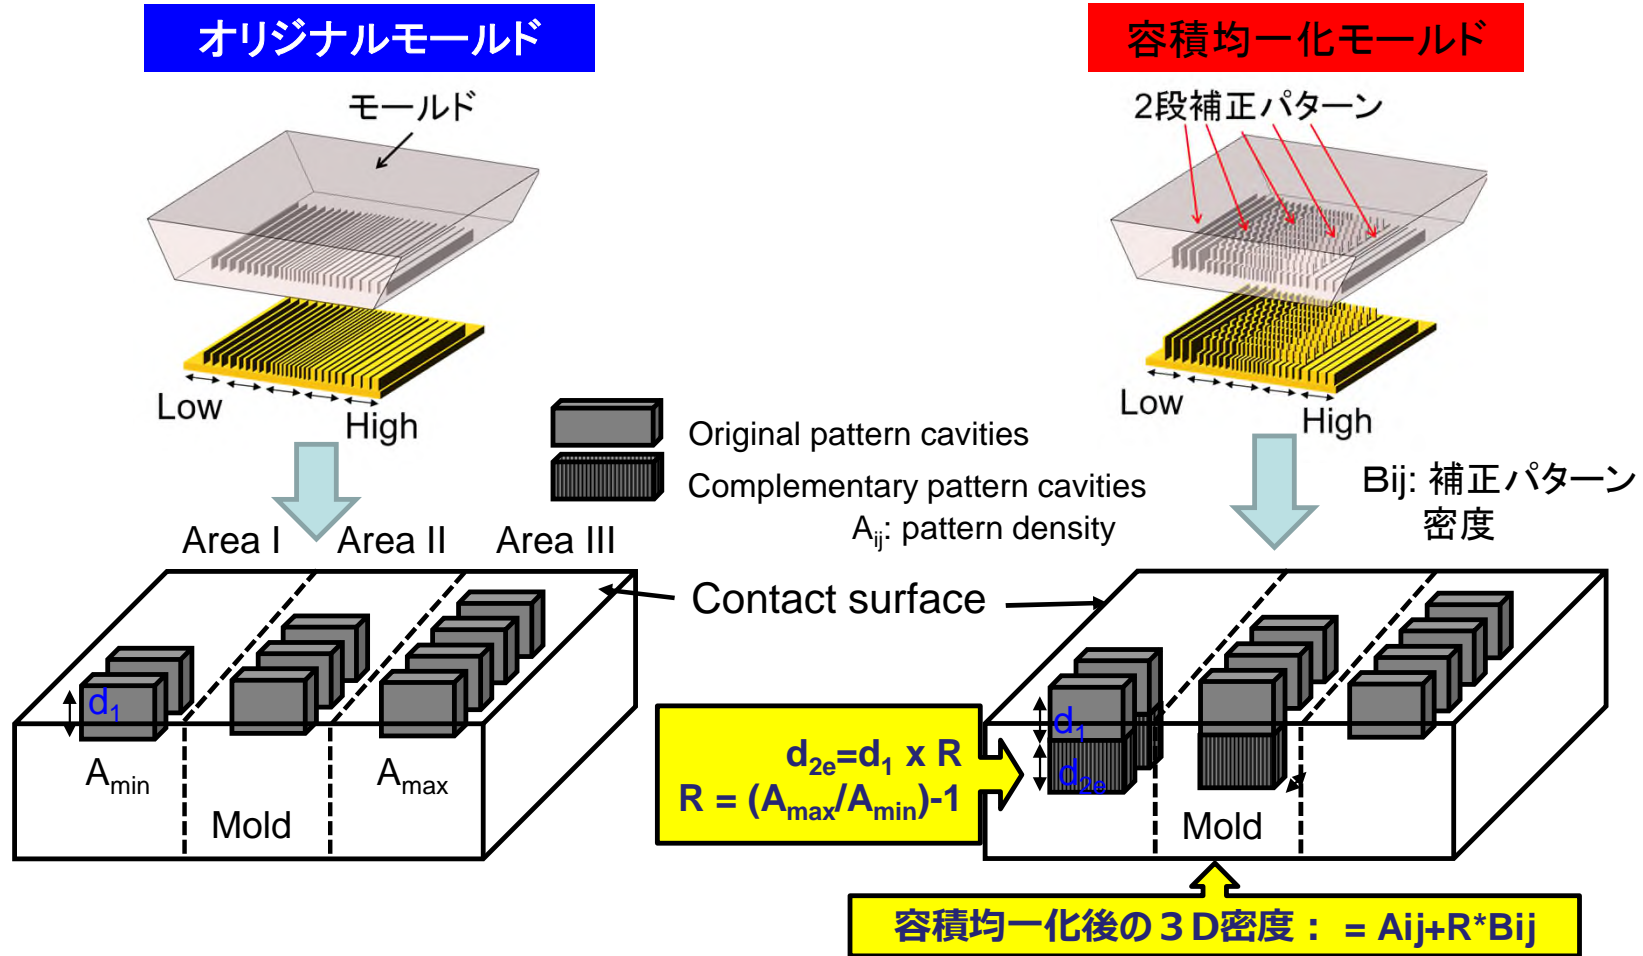 オリジナルモールド
容積均一化モールド
モールド
2段補正パターン
Low
High
Low
High
Original pattern cavities
Complementary pattern cavities
Aij: pattern density
Bij: 補正パターン
密度
Area I
Area II
Area III
Contact surface
d1
Amin
Amax
Mold
d2e=d1 x R
R = (Amax/Amin)-1
d1
d2e
Mold
容積均一化後の３D密度： = Aij+R*Bij